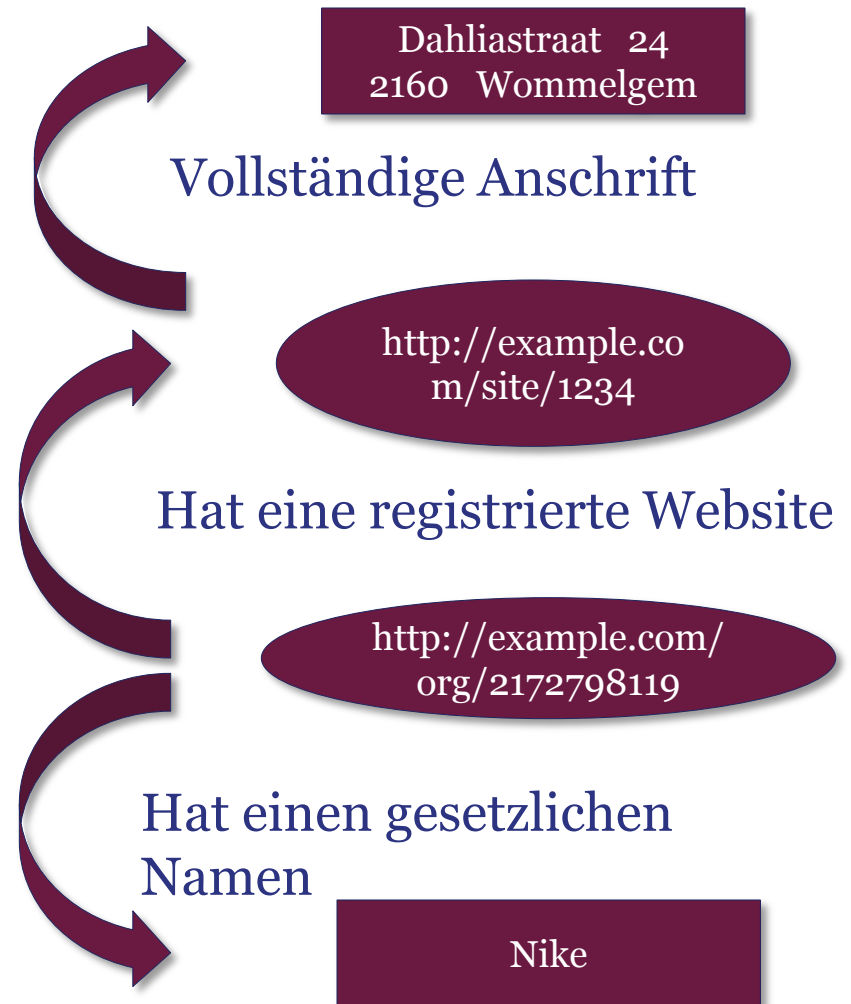 Dahliastraat 24
2160 Wommelgem
Vollständige Anschrift
http://example.co
m/site/1234
Hat eine registrierte Website
http://example.com/
org/2172798119
Hat einen gesetzlichen
Namen
Nike